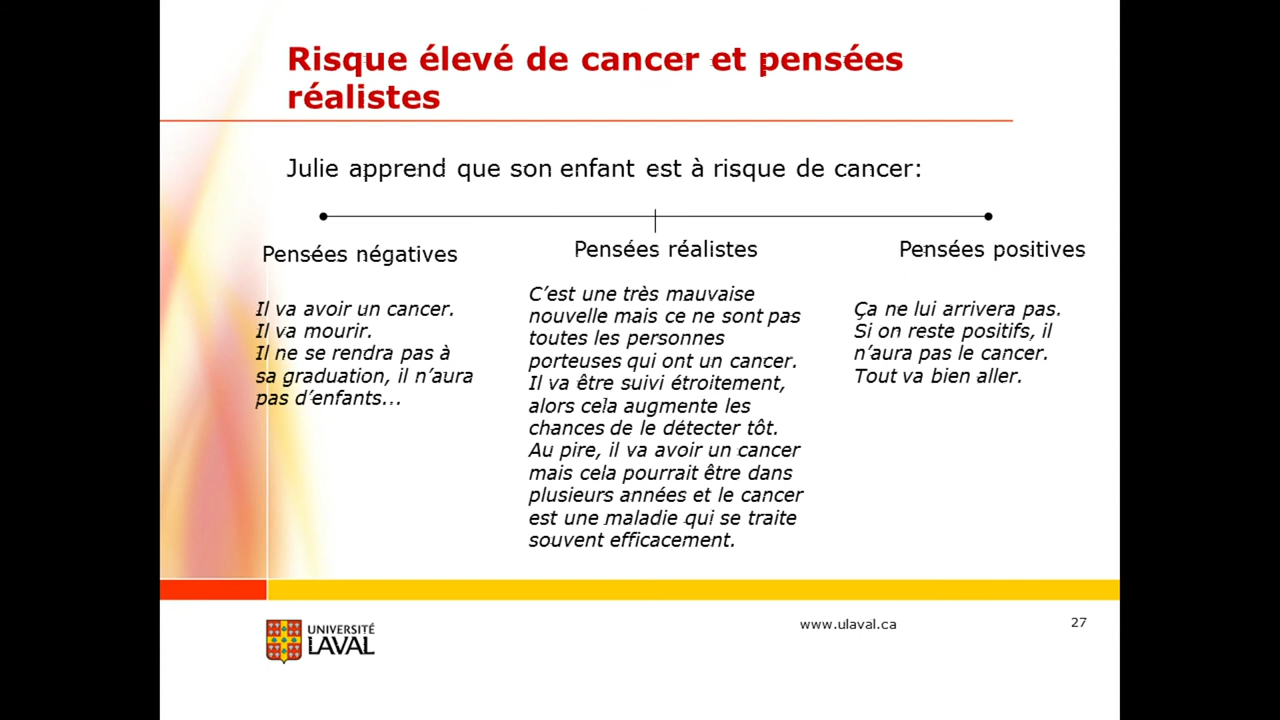 Risque élevé de cancer et pensées
réalistes
Julie apprend que son enfant est à risque de cancer:
Pensées négatives
Il va avoir un cancer.
Il va mourir.
Il ne se rendra pas à
sa graduation, il n’aura
pas d’enfants…
Pensées réalistes
C’est une très mauvaise
nouvelle mais ce ne sont pas
toutes les personnes
porteuses qui ont un cancer.
Il va être suivi étroitement,
alors cela augmente les
chances de le détecter tôt.
Au pire, il va avoir un cancer
mais cela pourrait être dans
plusieurs années et le cancer
est une maladie qui se traite
souvent efficacement.
Pensées positives
Ça ne lui arrivera pas.
Si on reste positifs, il
n’aura pas le cancer.
Tout va bien aller.
UNIVERSITÉ
LAVAL
www.ulaval.ca
27